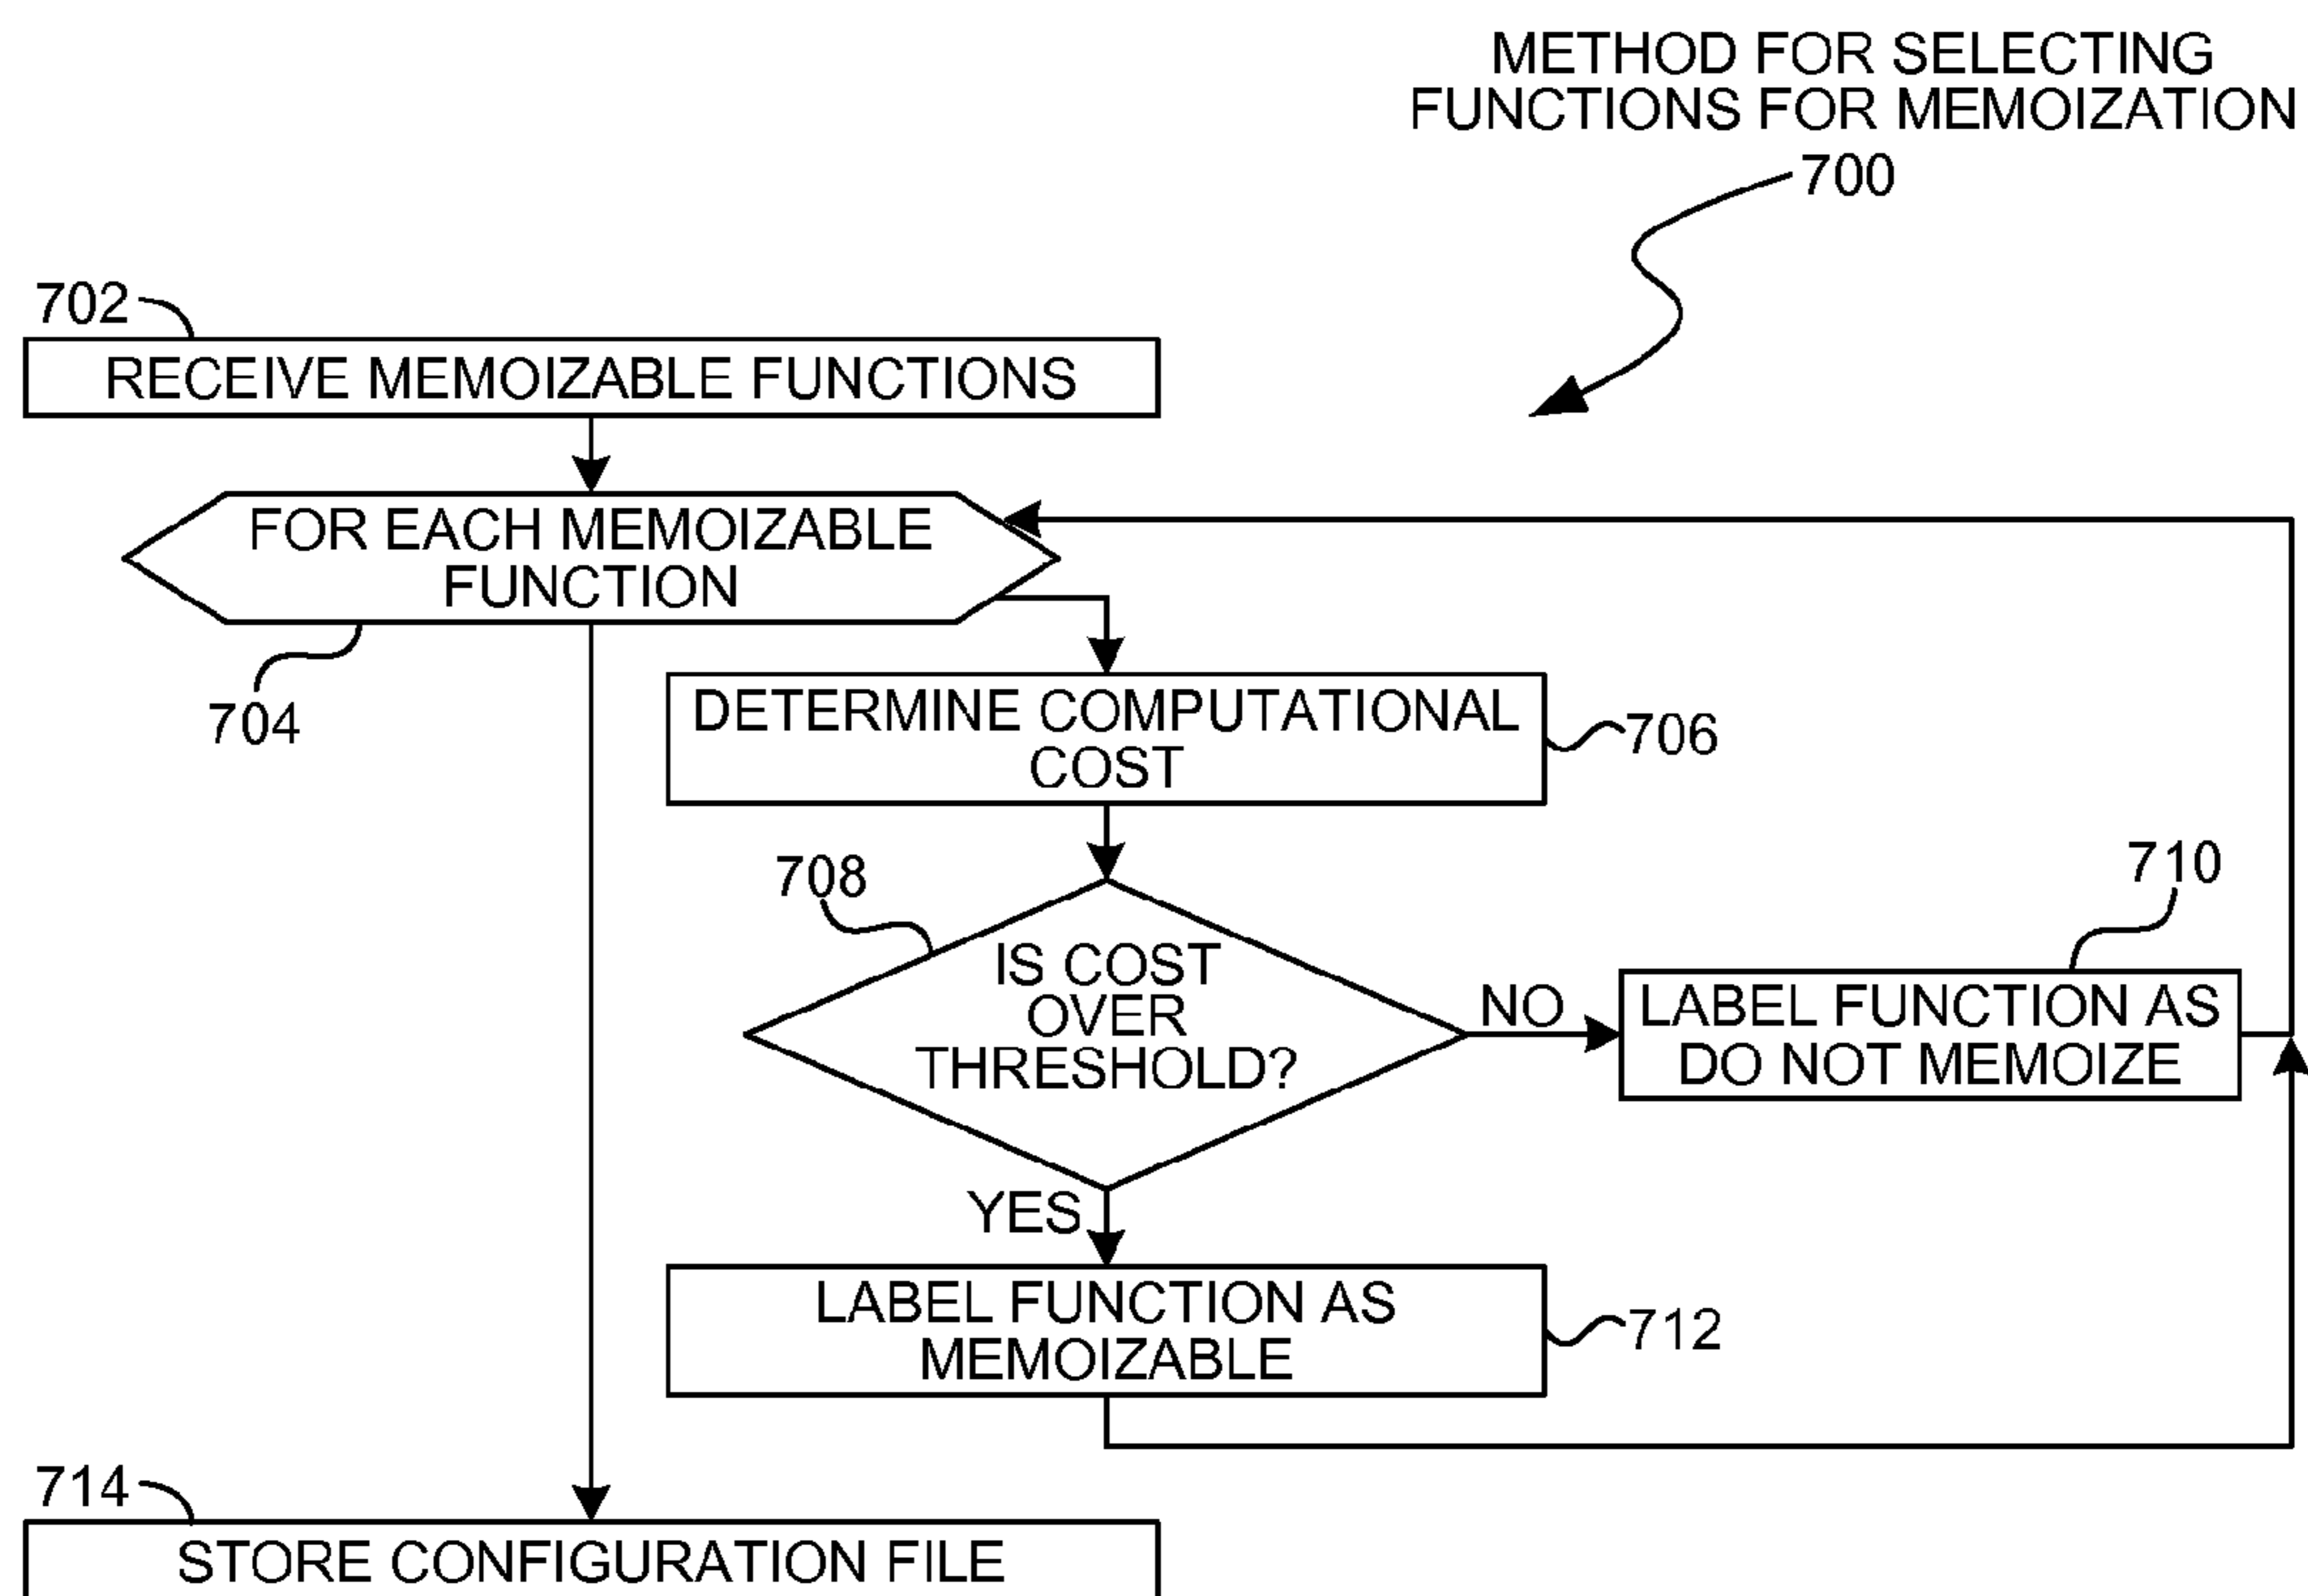 METHOD FOR SELECTING
FUNCTIONS FOR MEMOIZATION
700
702
RECEIVE MEMOIZABLE FUNCTIONS
FOR EACH MEMOIZABLE
FUNCTION
704
DETERMINE COMPUTATIONAL
COST
706
708
IS COST
OVER
THRESHOLD?
NO
710
LABEL FUNCTION AS
DO NOT MEMOIZE
YES
LABEL FUNCTION AS
MEMOIZABLE
712
714
STORE CONFIGURATION FILE